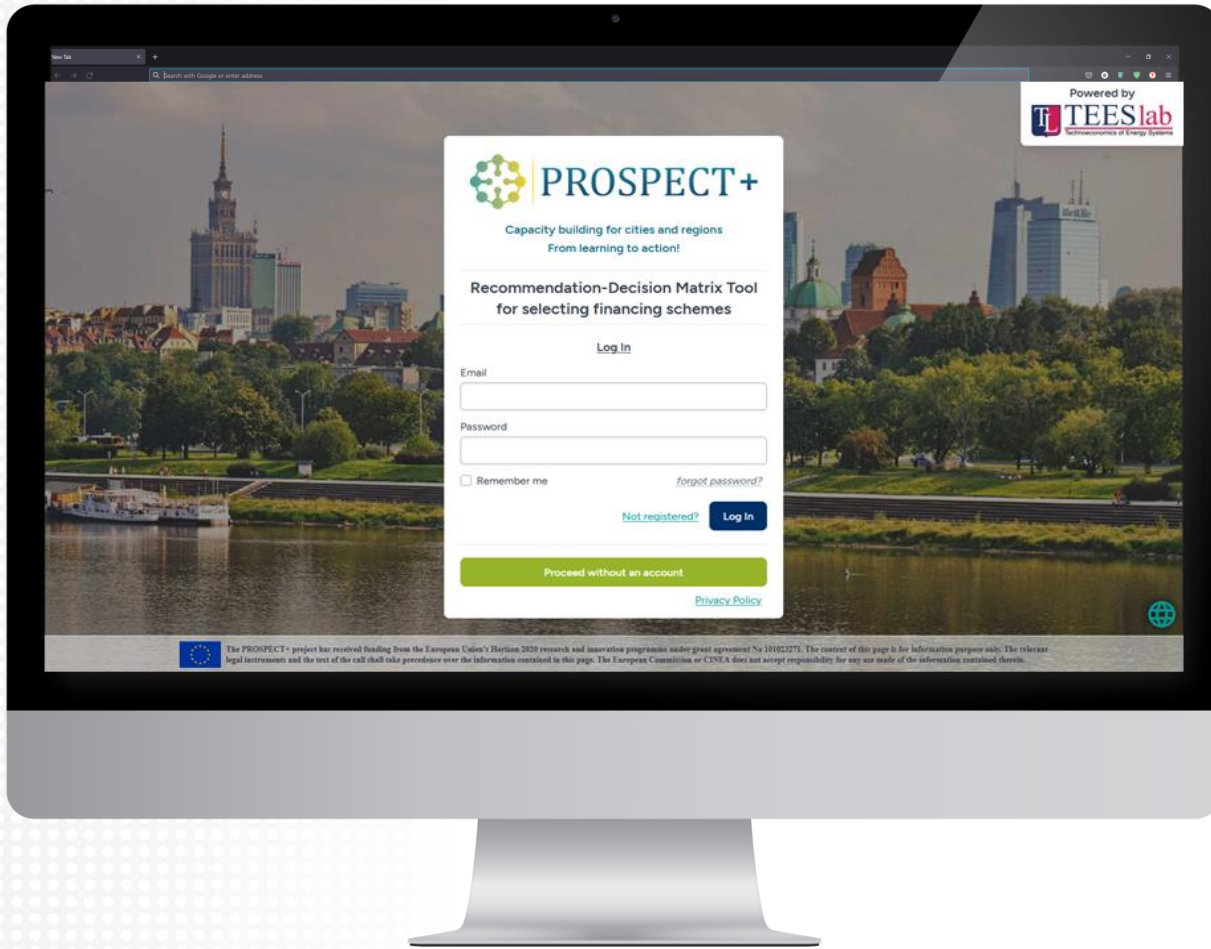 New Tab
Search with Google or enter address
Powered by
TL TEESlab
Technoeconomics of Energy Systems
PROSPECT+
Capacity building for cities and regions
From learning to action!
MetLife
Recommendation-Decision Matrix Tool
for selecting financing schemes
Log In
Email
Password
Remember me
forgot password?
Not registered?
Log In
Proceed without an account
Privacy Policy
The PROSPECT+ project has received funding from the European Union's Horizon 2020 research and innovation programme under grant agreement No 101023271. The content of this page is for information purpose only. The relevant
legal instruments and the text of the call shall take precedence over the information contained in this page. The European Commission or CINEA does not accept responsibility for any use made of the information contained therein.